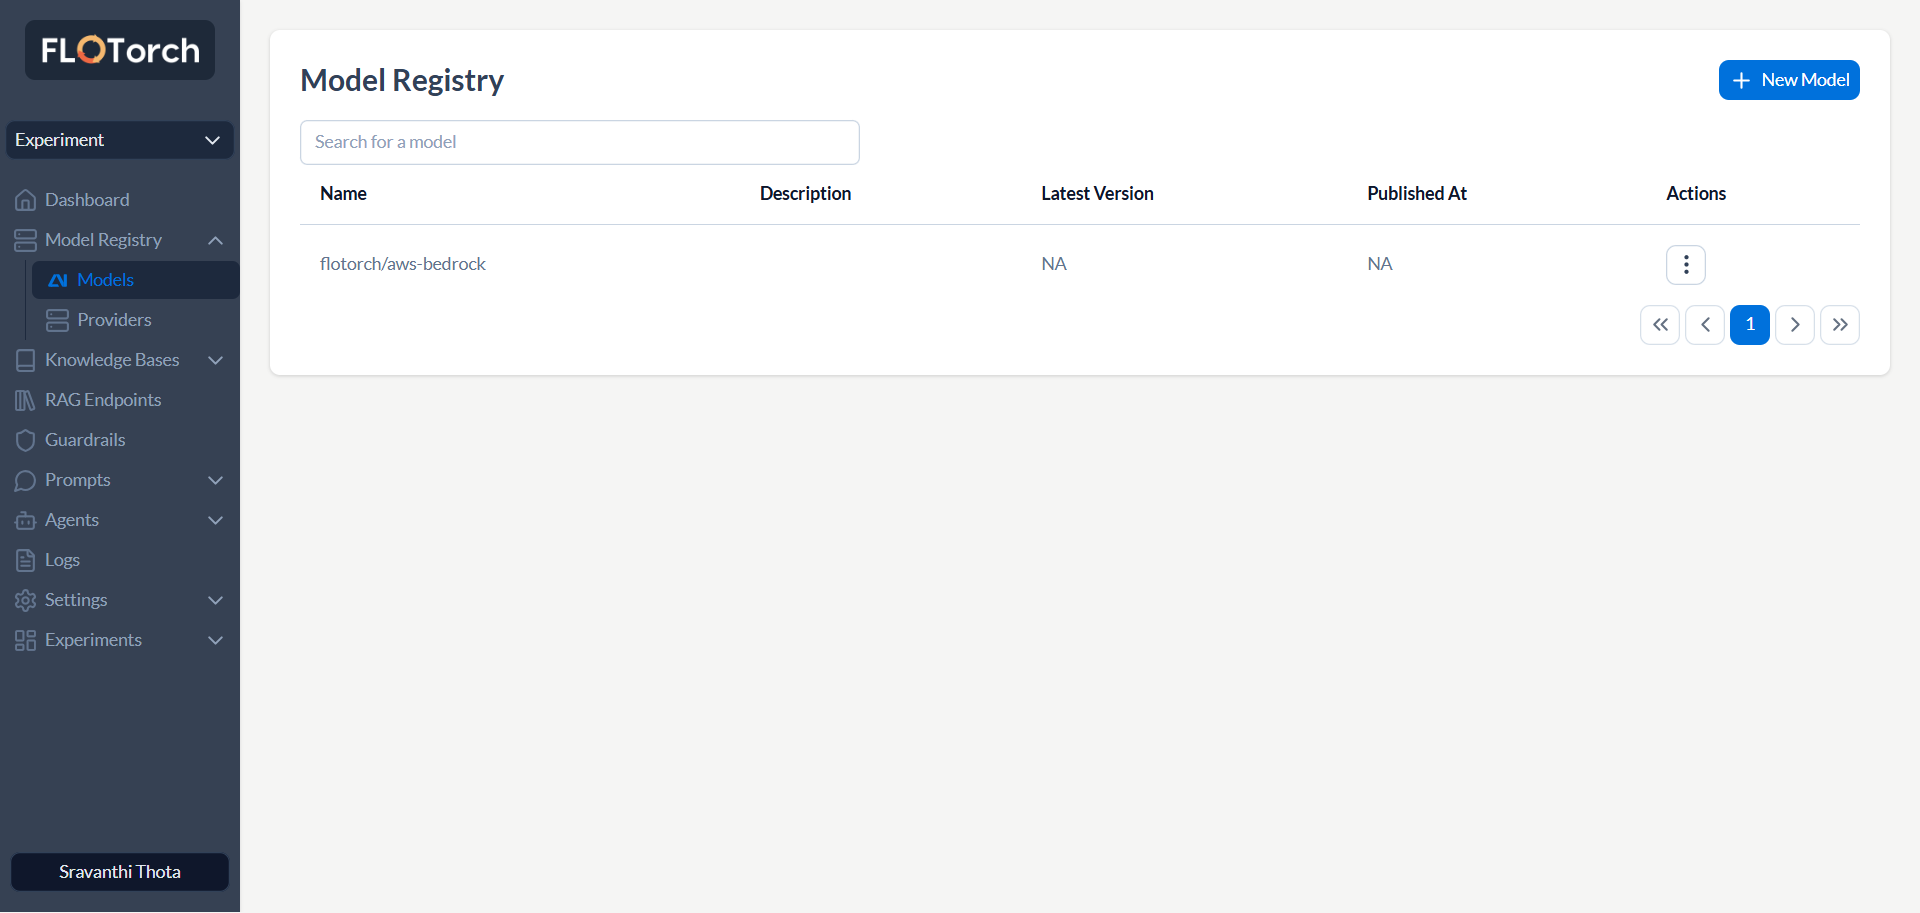 FLOTorch
Experiment
Dashboard
Model Registry
Models
Providers
Knowledge Bases
RAG Endpoints
Guardrails
Prompts
Agents
Logs
Settings
Experiments
Sravanthi Thota
Model Registry
New Model
Search for a model
Name Description Latest Version Published At Actions
flotorch/aws-bedrock NA NA
1